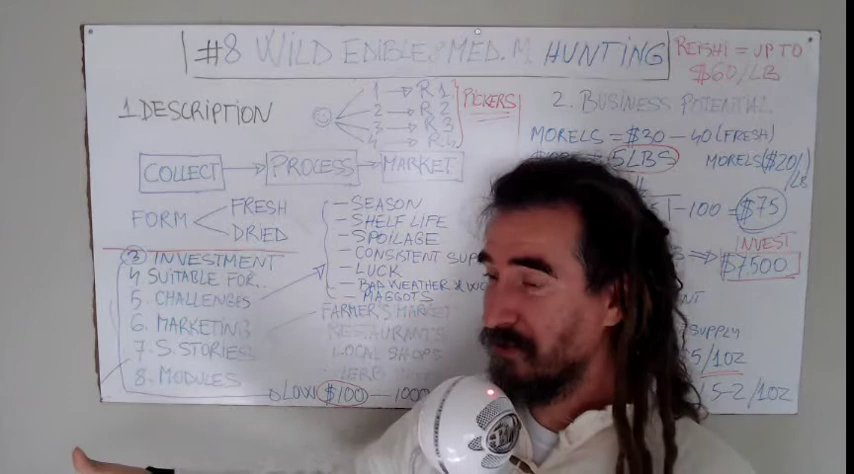 #8 WILD EDIBLE & MED. M HUNTING
REISHI = UP TO
$60/LB
1. DESCRIPTION
1 → R 1
2 → R 2
3 → R 3
4 → R 4
PICKERS
2. BUSINESS POTENTIAL
MORELS = $30 - 40 (FRESH)
5LBS
MORELS ($20/
/LB
COLLECT → PROCESS → MARKET
-100 = $75
FORM
FRESH
DRIED
- SEASON
- SHELF LIFE
- SPOILAGE
- CONSISTENT SUP
- LUCK
- BAD WEATHER
- MAGGOTS
INVEST
⇒ $7500
3 INVESTMENT
4 SUITABLE FOR..
5. CHALLENGES
6. MARKETING
7. S. STORIES
8. MODULES
FARMER'S MARKET
RESTAURANTS
LOCAL SHOPS
HERB
LOW $100 - 1000
SUPPLY
5/10Z
1 5-2/10Z